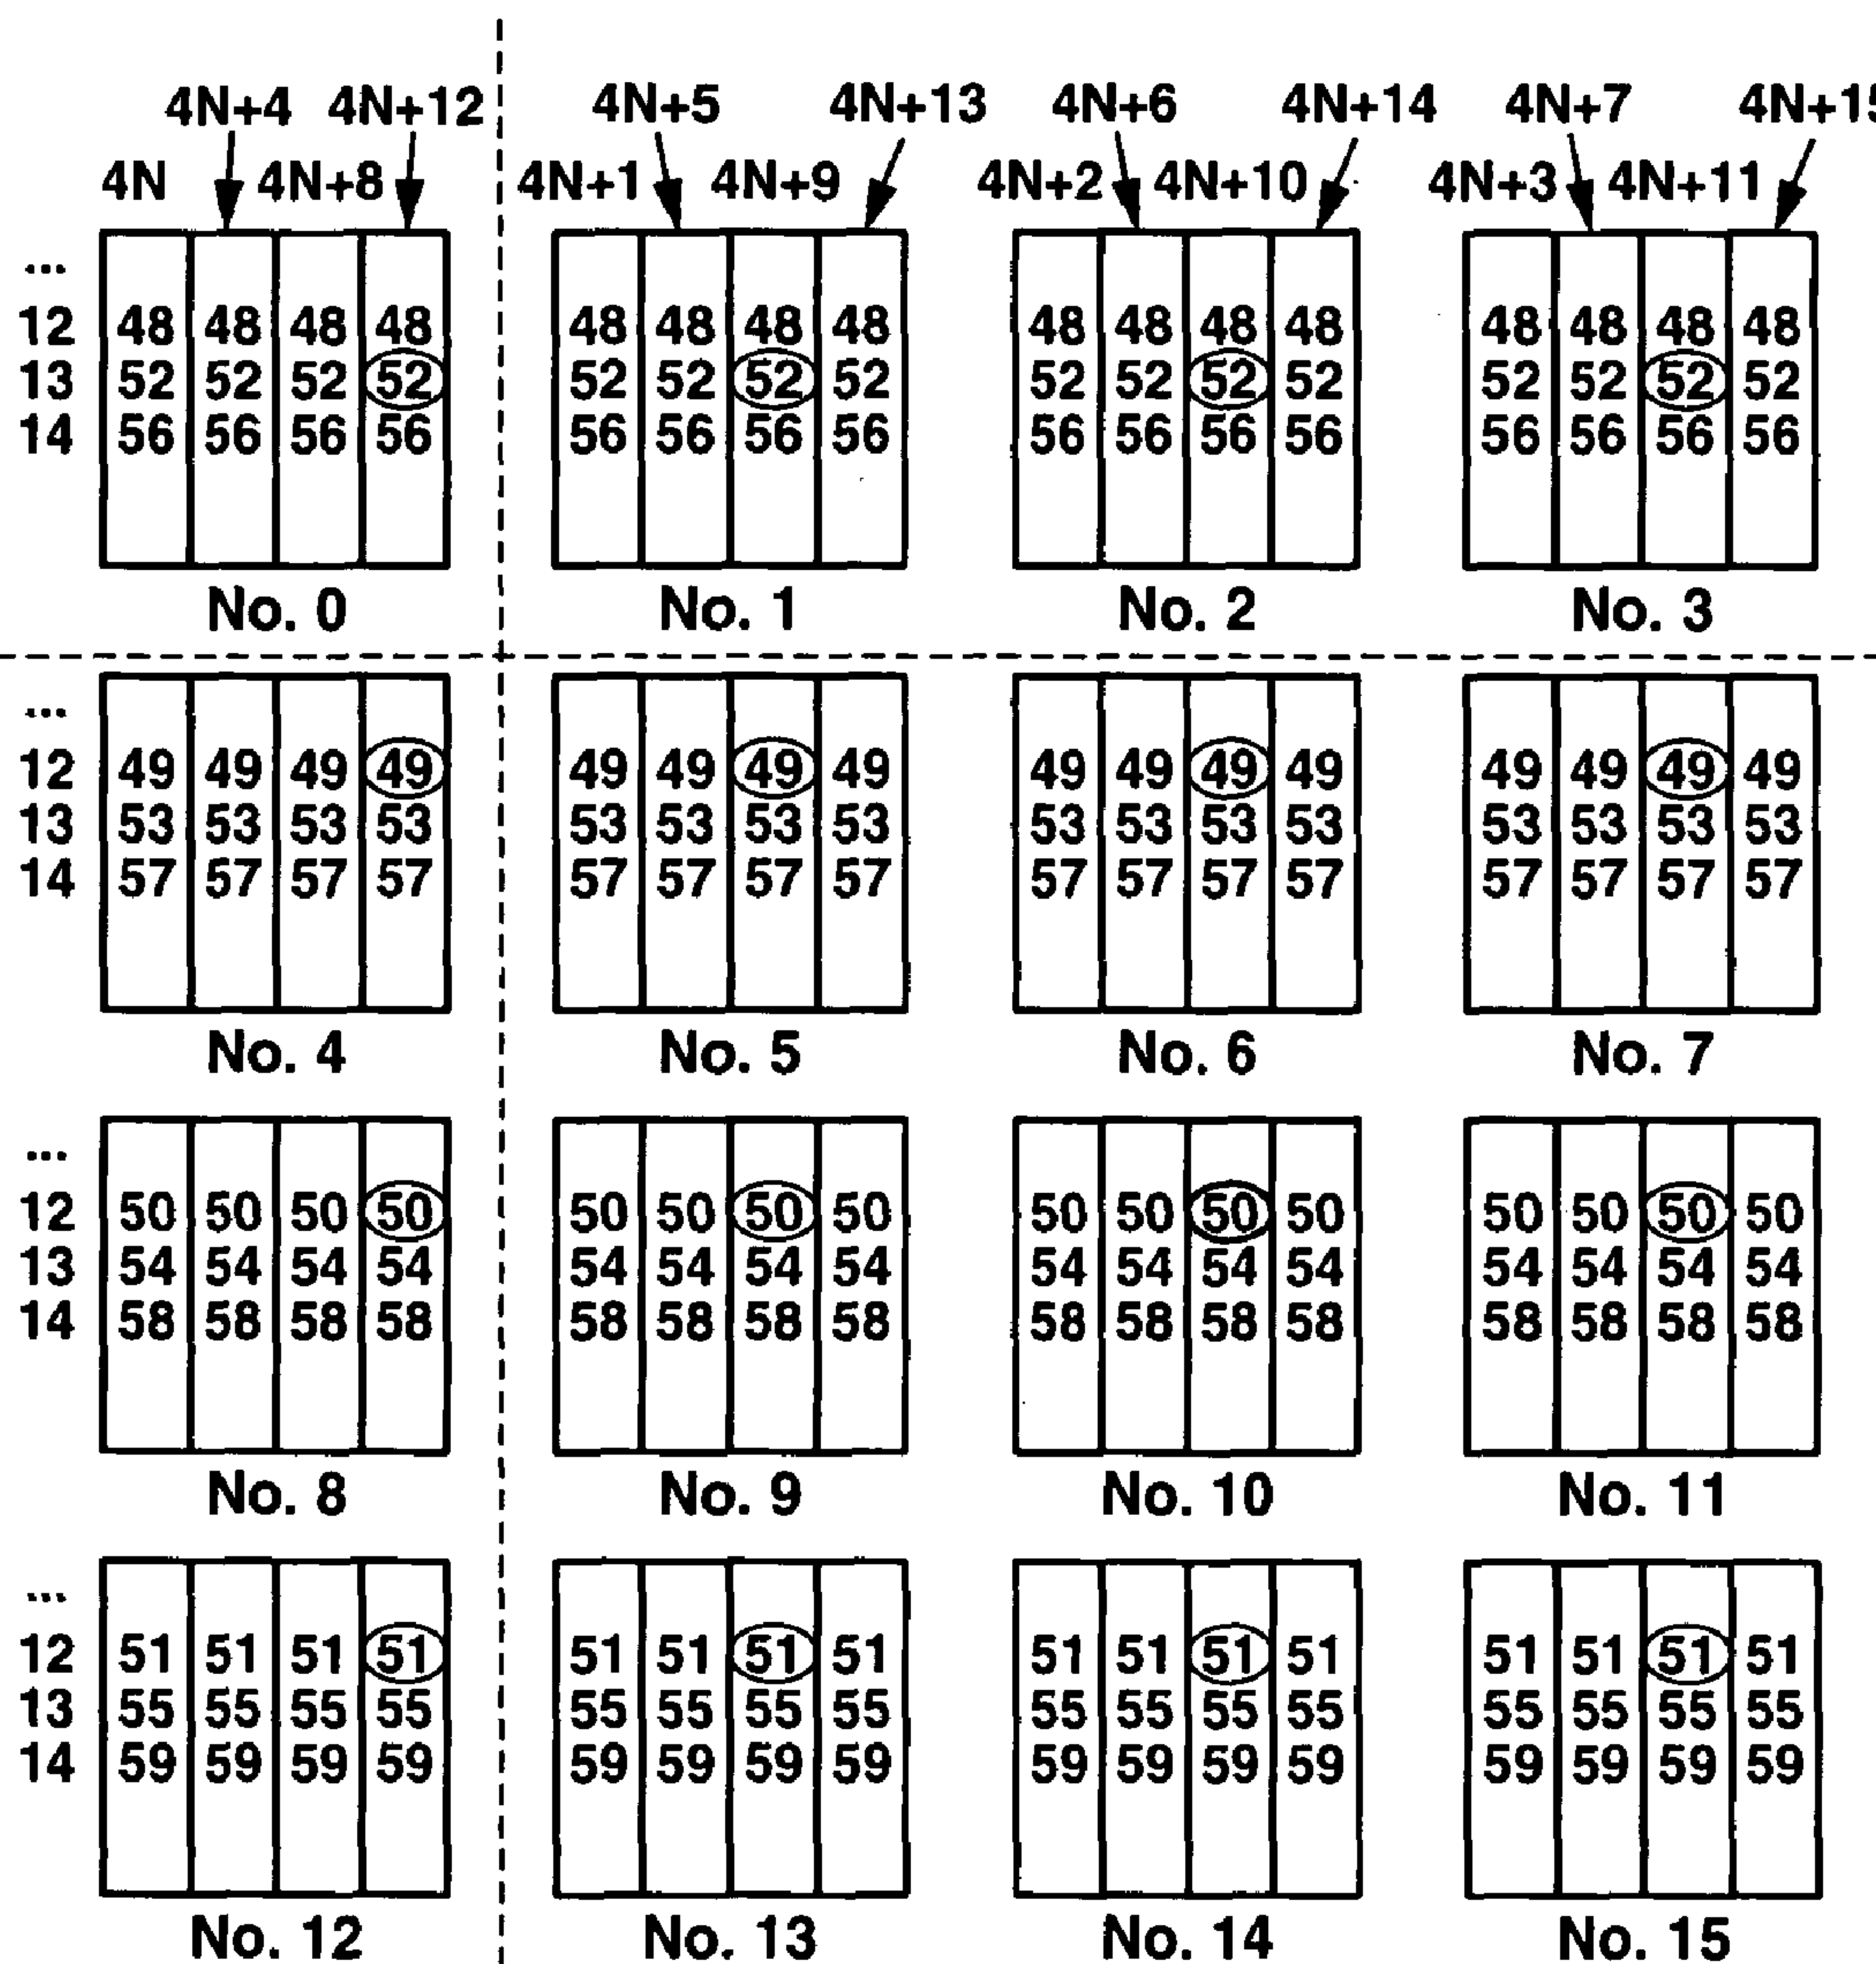 4N+4 4N+12 4N+5 4N+13 4N+6 4N+14 4N+7 4N+15
4N 4N+8 4N+1 4N+9 4N+2 4N+10 4N+3 4N+11
...
12 48 48 48 48 48 48 48 48 48 48 48 48 48 48 48 48
13 52 52 52 52 52 52 52 52 52 52 52 52 52 52 52 52
14 56 56 56 56 56 56 56 56 56 56 56 56 56 56 56 56
No. 0 No. 1 No. 2 No. 3
...
12 49 49 49 49 49 49 49 49 49 49 49 49 49 49 49 49
13 53 53 53 53 53 53 53 53 53 53 53 53 53 53 53 53
14 57 57 57 57 57 57 57 57 57 57 57 57 57 57 57 57
No. 4 No. 5 No. 6 No. 7
...
12 50 50 50 50 50 50 50 50 50 50 50 50 50 50 50 50
13 54 54 54 54 54 54 54 54 54 54 54 54 54 54 54 54
14 58 58 58 58 58 58 58 58 58 58 58 58 58 58 58 58
No. 8 No. 9 No. 10 No. 11
...
12 51 51 51 51 51 51 51 51 51 51 51 51 51 51 51 51
13 55 55 55 55 55 55 55 55 55 55 55 55 55 55 55 55
14 59 59 59 59 59 59 59 59 59 59 59 59 59 59 59 59
No. 12 No. 13 No. 14 No. 15